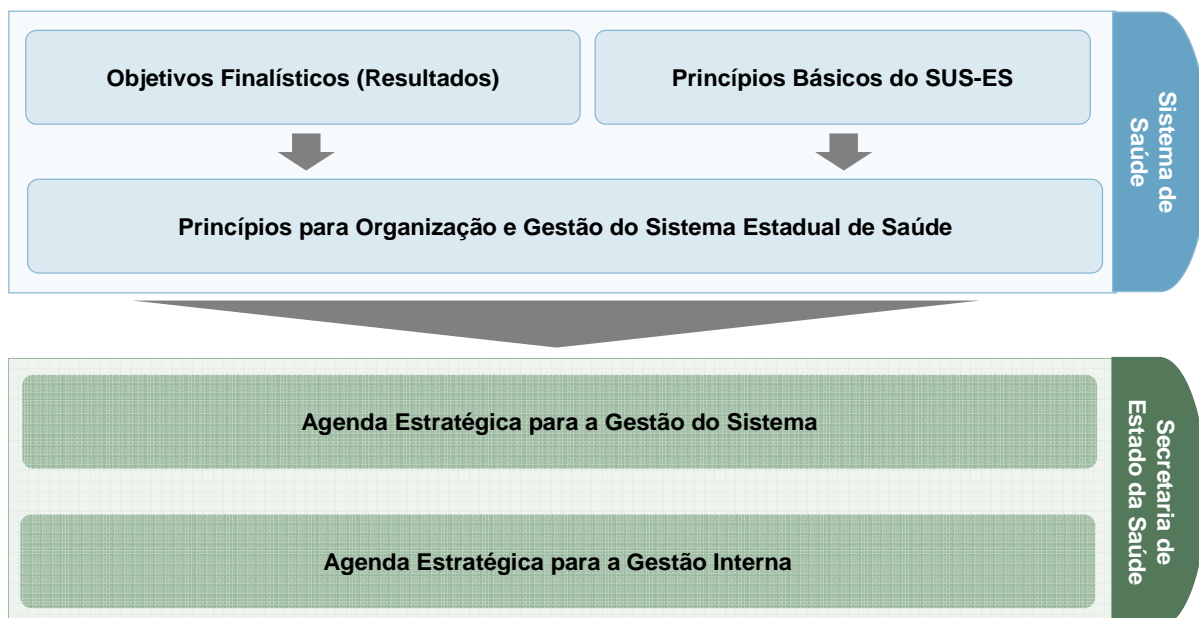 Objetivos Finalísticos (Resultados)
Princípios Básicos do SUS-ES
Princípios para Organização e Gestão do Sistema Estadual de Saúde
Sistema de
Saúde
Agenda Estratégica para a Gestão do Sistema
Agenda Estratégica para a Gestão Interna
Secretaria de
Estado da Saúde